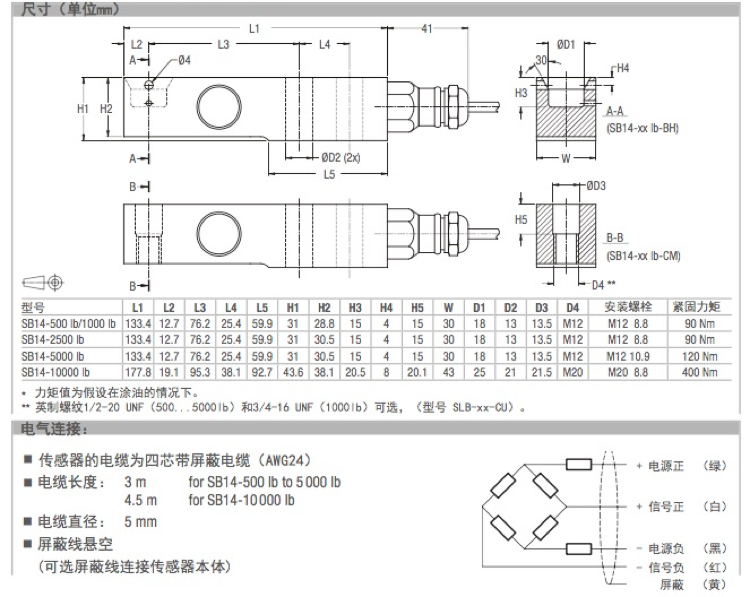 尺寸（单位mm）
L1
41
L2
L3
L4
A
Ø4
H1
H2
A
ØD2 (2x)
L5
ØD1
30
H4
H3
A-A
(SB14-xx lb-BH)
W
B
B
ØD3
H5
B-B
(SB14-xx lb-CM)
D4 **
型号 L1 L2 L3 L4 L5 H1 H2 H3 H4 H5 W D1 D2 D3 D4 安装螺栓 紧固力矩
SB14-500 lb/1000 lb 133.4 12.7 76.2 25.4 59.9 31 28.8 15 4 15 30 18 13 13.5 M12 M12 8.8 90 Nm
SB14-2500 lb 133.4 12.7 76.2 25.4 59.9 31 30.5 15 4 15 30 18 13 13.5 M12 M12 8.8 90 Nm
SB14-5000 lb 133.4 12.7 76.2 25.4 59.9 31 30.5 15 4 15 30 18 13 13.5 M12 M12 10.9 120 Nm
SB14-10000 lb 177.8 19.1 95.3 38.1 92.7 43.6 38.1 20.5 8 20.1 43 25 21 21.5 M20 M20 8.8 400 Nm
* 力矩值为假设在涂油的情况下。
** 英制螺纹1/2-20 UNF（500...5000lb）和3/4-16 UNF（1000lb）可选，（型号 SLB-xx-CU）。
电气连接：
■ 传感器的电缆为四芯带屏蔽电缆（AWG24）
■ 电缆长度： 3 m for SB14-500 lb to 5 000 lb
4.5 m for SB14-10 000 lb
■ 电缆直径： 5 mm
■ 屏蔽线悬空
(可选屏蔽线连接传感器本体)
+ 电源正 （绿）
+ 信号正 （白）
- 电源负 （黑）
- 信号负 （红）
屏蔽 （黄）